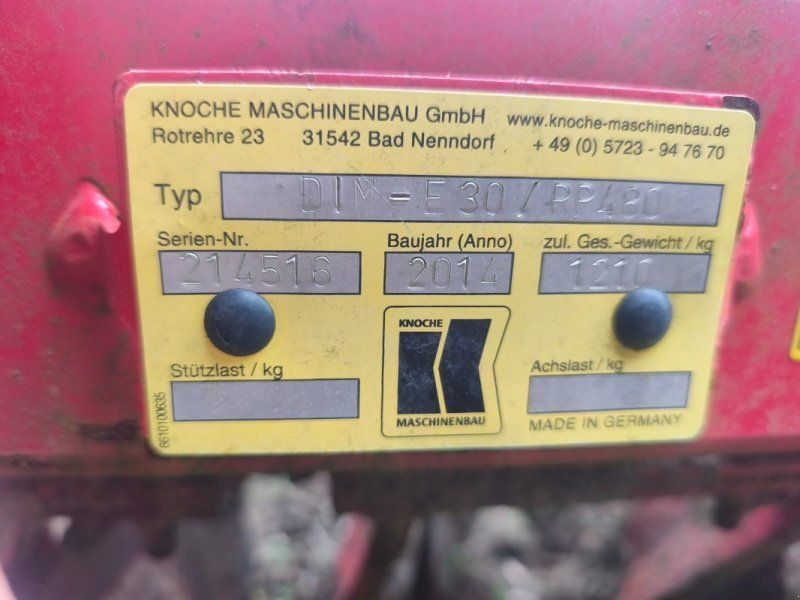 KNOCHE MASCHINENBAU GmbH www.knoche-maschinenbau.de
Rotrehre 23 31542 Bad Nenndorf + 49 (0) 5723 - 94 76 70
Typ DIM-E30/RP480
Serien-Nr. Baujahr (Anno) zul. Ges.-Gewicht / kg
214516 2014 1210
KNOCHE
MASCHINENBAU
Stützlast / kg Achslast / kg
MADE IN GERMANY
6610100635